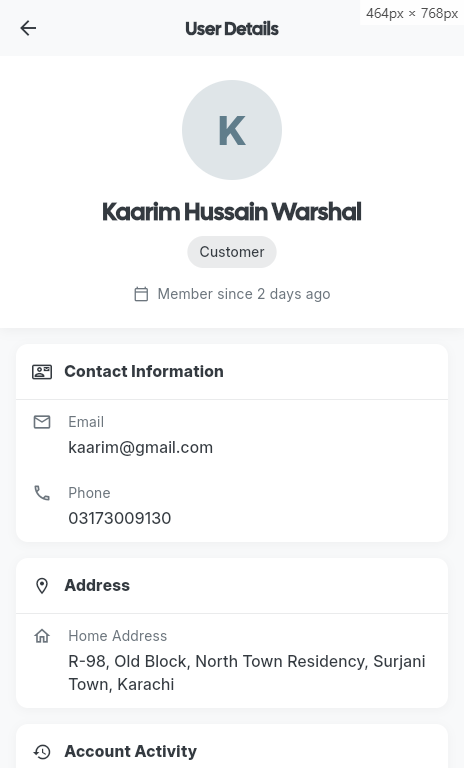 User Details
464px × 768px
K
Kaarim Hussain Warshal
Customer
Member since 2 days ago
Contact Information
Email
kaarim@gmail.com
Phone
03173009130
Address
Home Address
R-98, Old Block, North Town Residency, Surjani
Town, Karachi
Account Activity